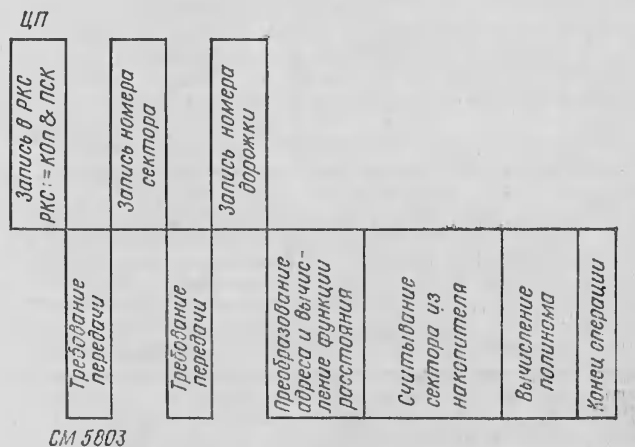 ЦП
Запись в РКС
РКС:=КОп & ПСК
Требование
передачи
Запись номера
сектора
Требование
передачи
Запись номера
дорожки
Преобразование
адреса и вычис-
ление функции
расстояния
Считывание
сектора из
накопителя
Вычисление
полинома
Конец операции
СМ 5803